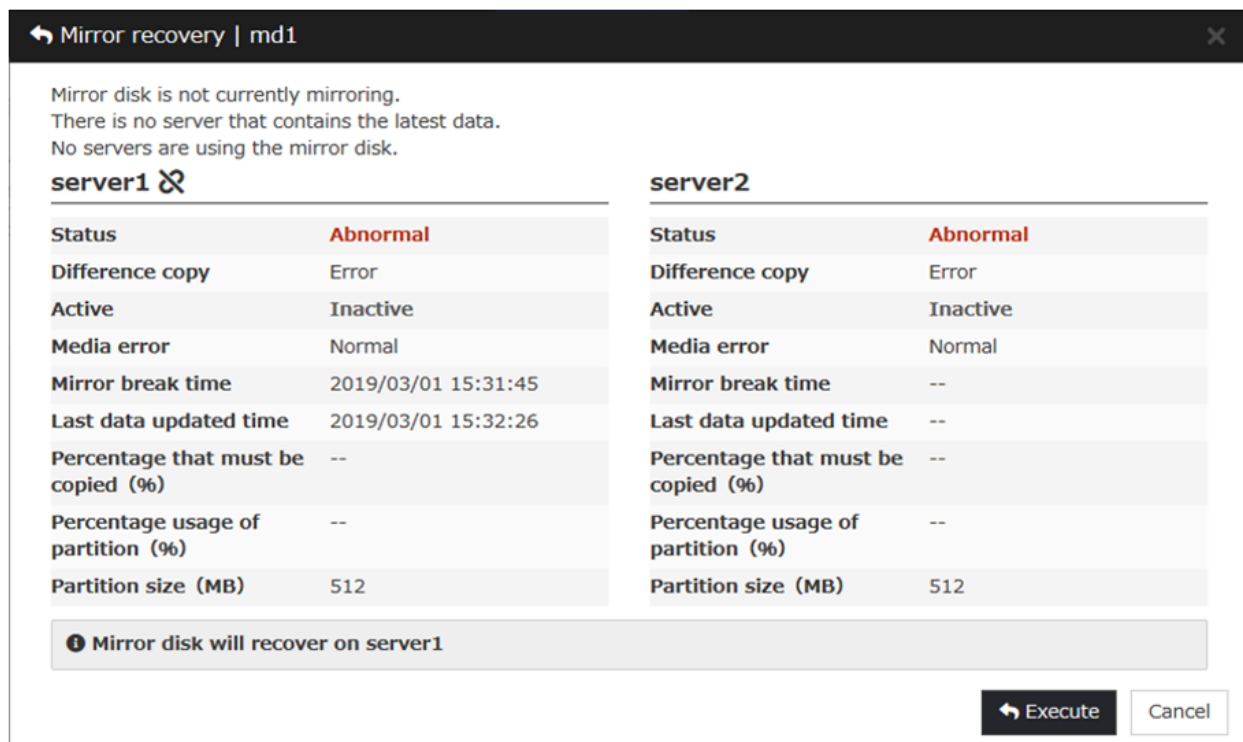 Mirror recovery | md1
Mirror disk is not currently mirroring.
There is no server that contains the latest data.
No servers are using the mirror disk.
server1
Status Abnormal
Difference copy Error
Active Inactive
Media error Normal
Mirror break time 2019/03/01 15:31:45
Last data updated time 2019/03/01 15:32:26
Percentage that must be --
copied (%)
Percentage usage of --
partition (%)
Partition size (MB) 512
server2
Status Abnormal
Difference copy Error
Active Inactive
Media error Normal
Mirror break time --
Last data updated time --
Percentage that must be --
copied (%)
Percentage usage of --
partition (%)
Partition size (MB) 512
Mirror disk will recover on server1
Execute Cancel